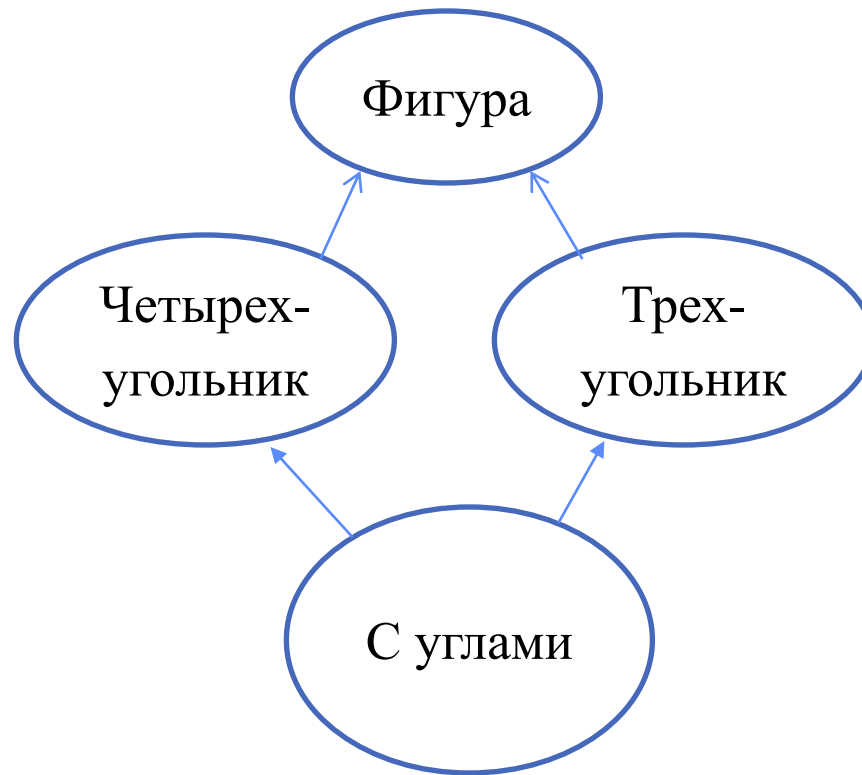 Фигура
Четырех-
угольник
Трех-
угольник
С углами